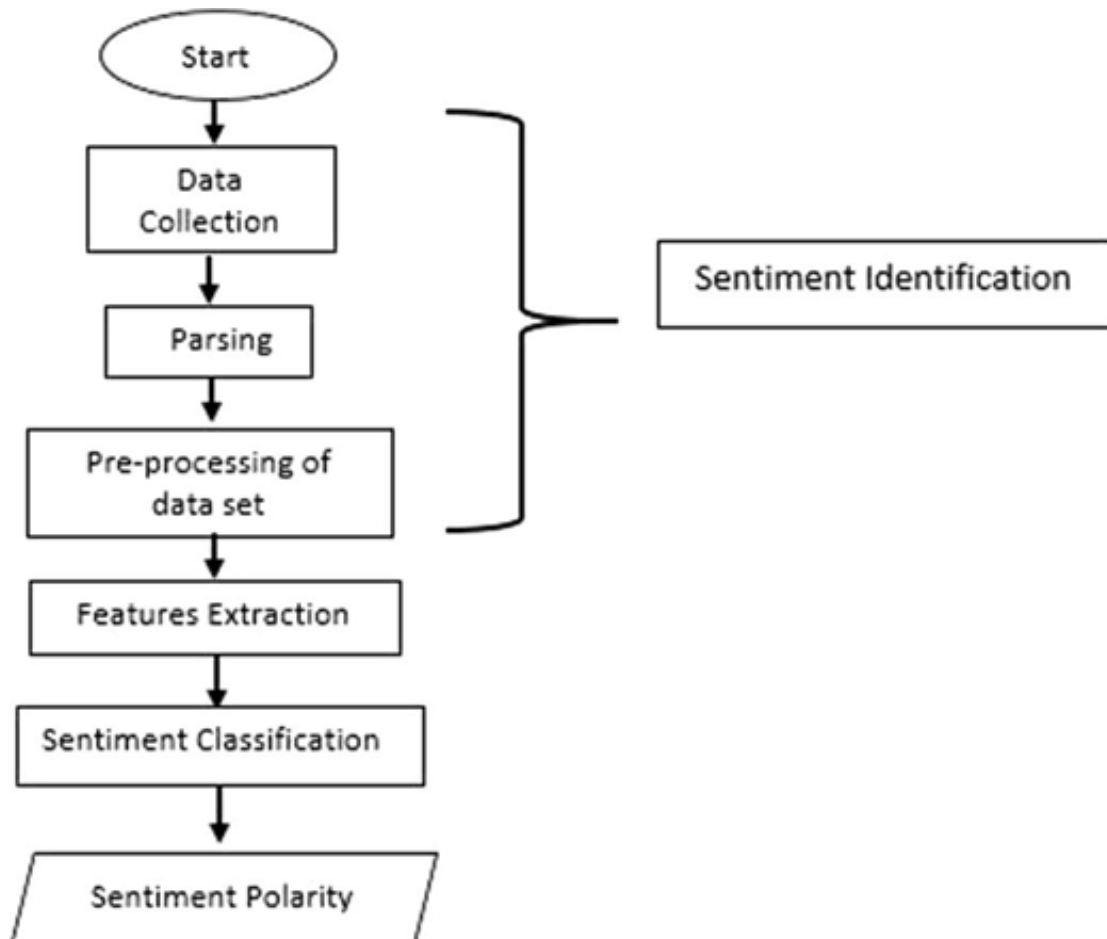 Start
Data
Collection
Parsing
Pre-processing of
data set
Sentiment Identification
Features Extraction
Sentiment Classification
Sentiment Polarity